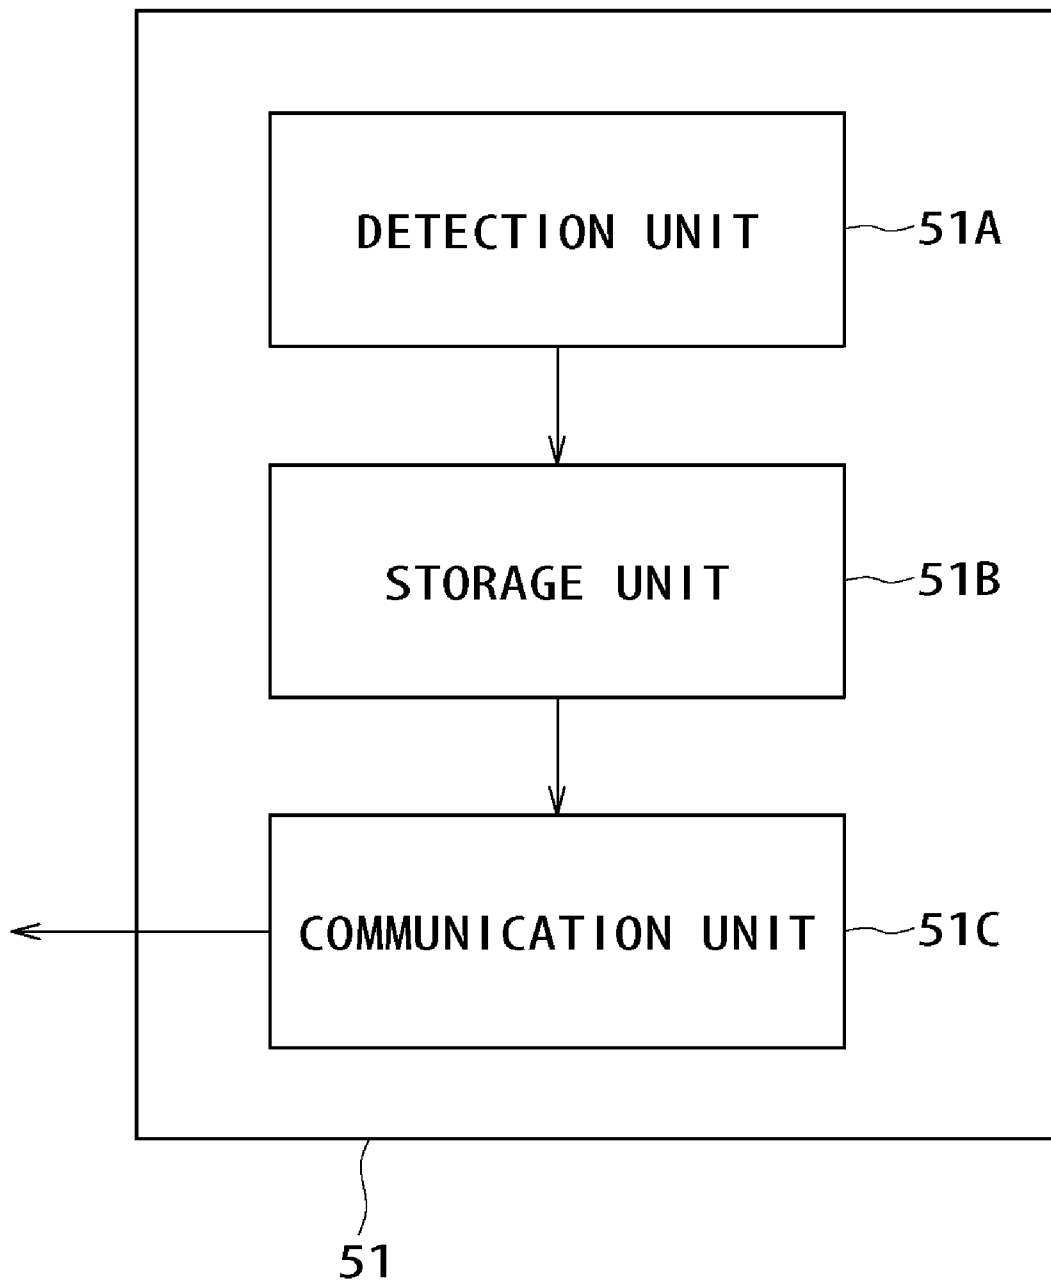 DETECTION UNIT
51A
STORAGE UNIT
51B
COMMUNICATION UNIT
51C
51